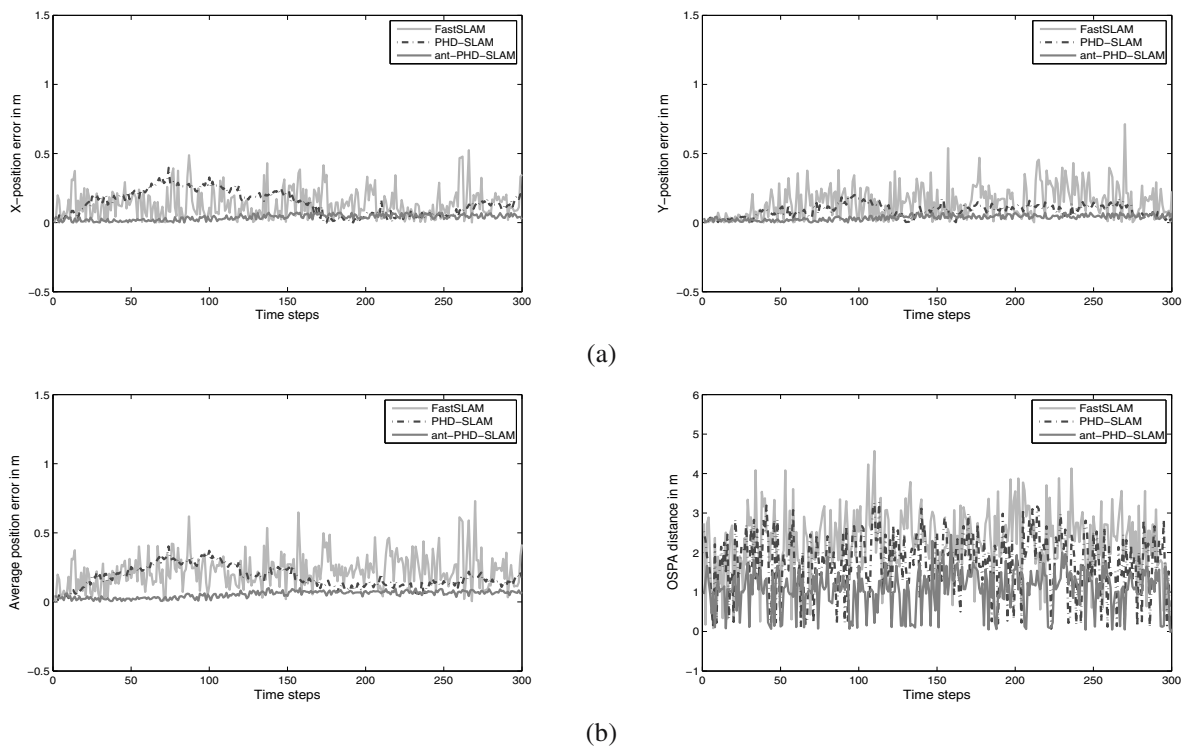 1.5
1
0.5
0
−0.5
X−position error in m
0 50 100 150 200 250 300
Time steps
FastSLAM
PHD−SLAM
ant−PHD−SLAM
1.5
1
0.5
0
−0.5
Y−position error in m
0 50 100 150 200 250 300
Time steps
FastSLAM
PHD−SLAM
ant−PHD−SLAM
(a)
1.5
1
0.5
0
−0.5
Average position error in m
0 50 100 150 200 250 300
Time steps
FastSLAM
PHD−SLAM
ant−PHD−SLAM
6
5
4
3
2
1
0
−1
OSPA distance in m
0 50 100 150 200 250 300
Time steps
FastSLAM
PHD−SLAM
ant−PHD−SLAM
(b)